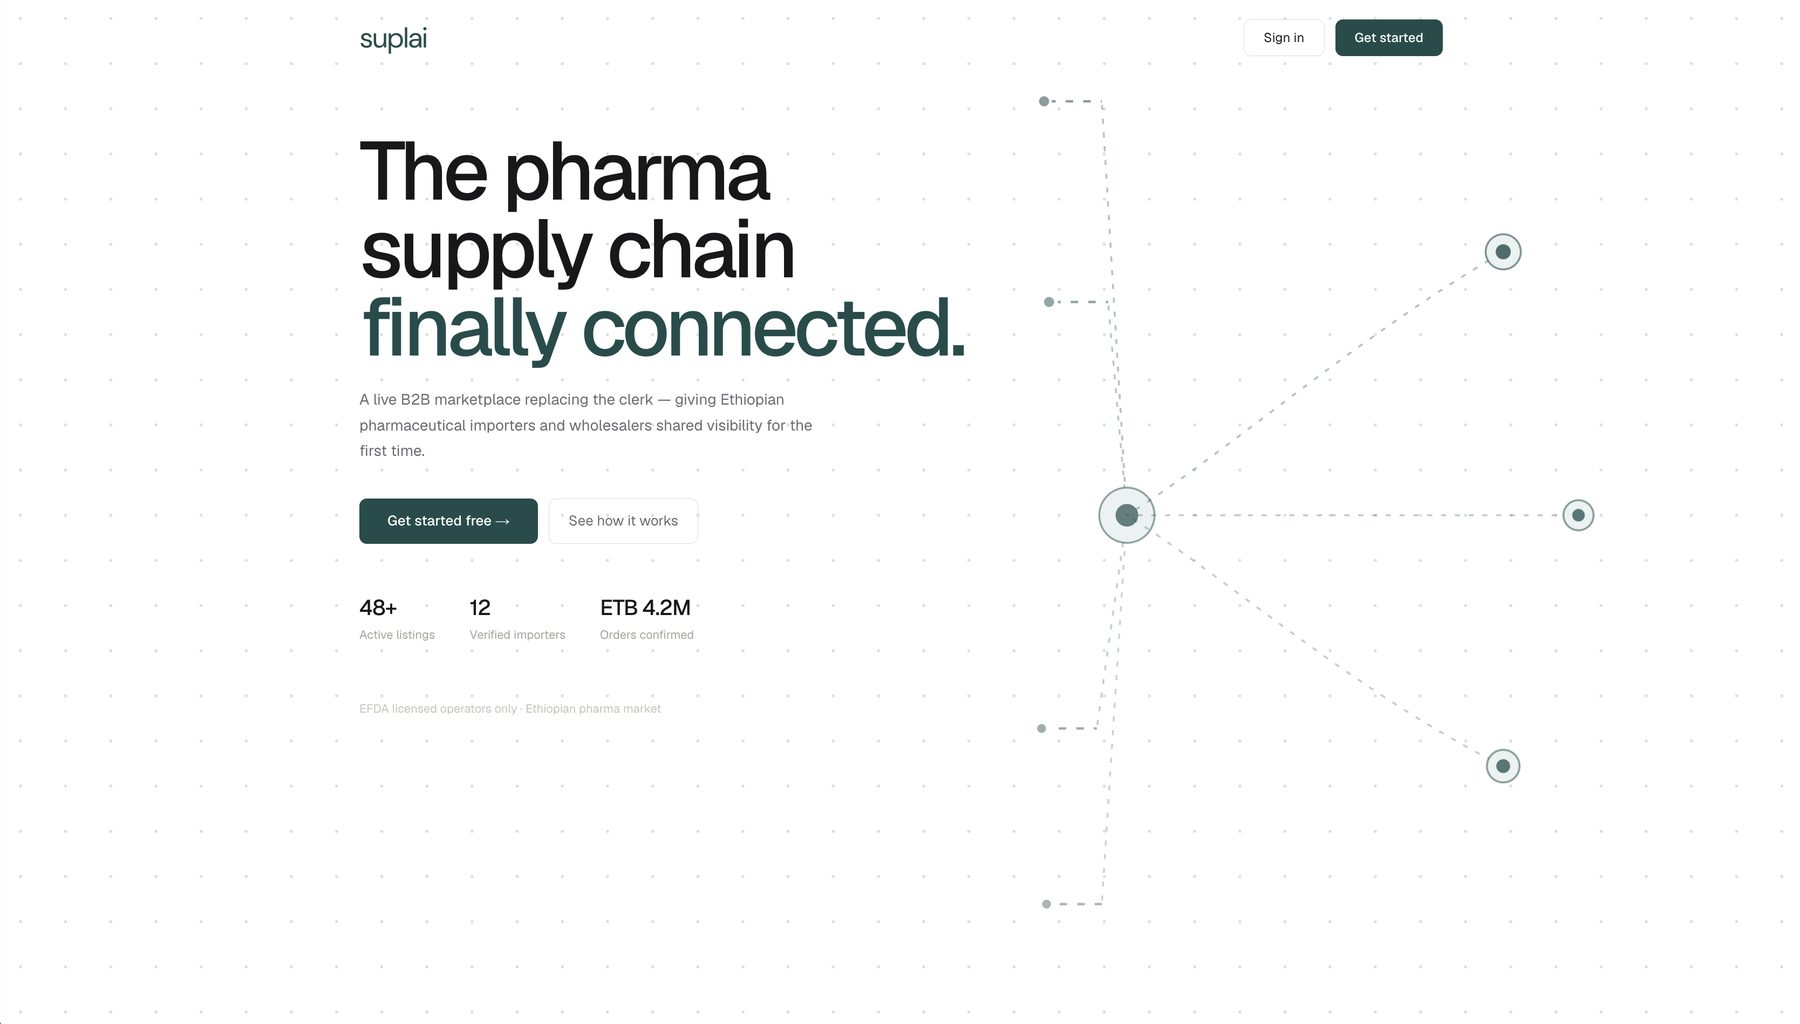 suplai
Sign in
Get started
The pharma
supply chain
finally connected.
A live B2B marketplace replacing the clerk — giving Ethiopian
pharmaceutical importers and wholesalers shared visibility for the
first time.
Get started free →
See how it works
48+
Active listings
12
Verified importers
ETB 4.2M
Orders confirmed
EFDA licensed operators only · Ethiopian pharma market